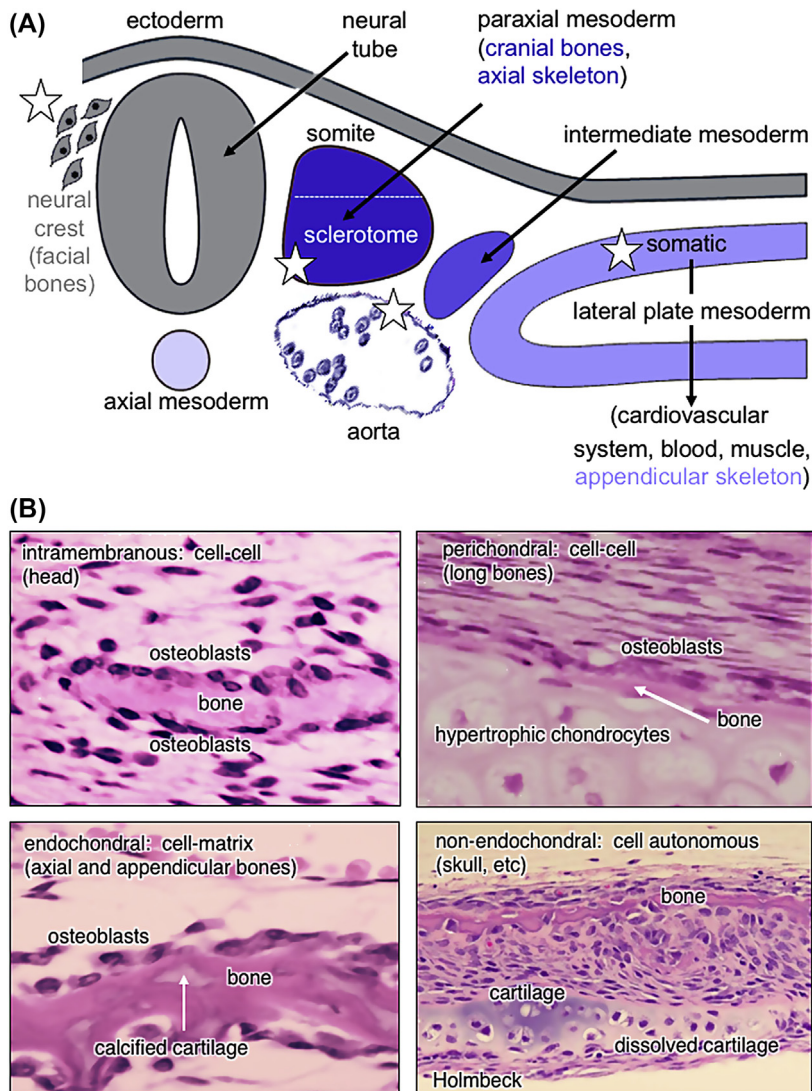 (A)
ectoderm
neural
tube
paraxial mesoderm
(cranial bones,
axial skeleton)
somite
intermediate mesoderm
neural
crest
(facial
bones)
sclerotome
somatic
lateral plate mesoderm
axial mesoderm
aorta
(cardiovascular
system, blood, muscle,
appendicular skeleton)
(B)
intramembranous: cell-cell
(head)
osteoblasts
bone
osteoblasts
perichondral: cell-cell
(long bones)
osteoblasts
bone
hypertrophic chondrocytes
endochondral: cell-matrix
(axial and appendicular bones)
osteoblasts
bone
calcified cartilage
non-endochondral: cell autonomous
(skull, etc)
bone
cartilage
dissolved cartilage
Holmbeck